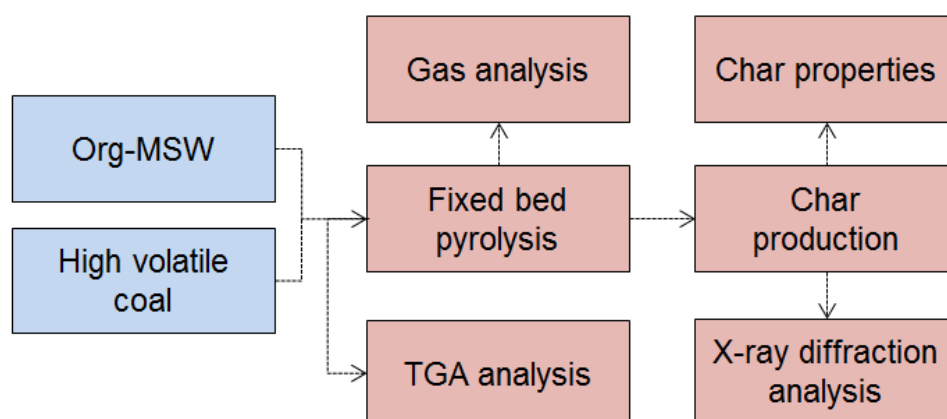 Gas analysis
Char properties
Org-MSW
Fixed bed
pyrolysis
Char
production
High volatile
coal
TGA analysis
X-ray diffraction
analysis